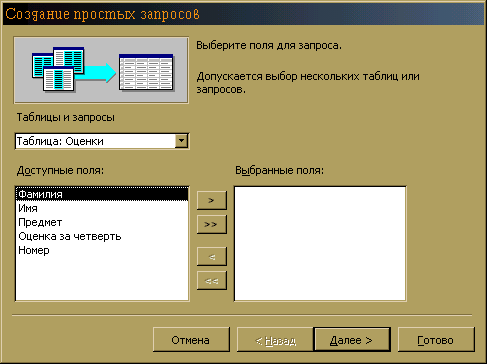 Создание простых запросов
Выберите поля для запроса.
Допускается выбор нескольких таблиц или
запросов.
Таблицы и запросы
Таблица: Оценки
Доступные поля:
Выбранные поля:
Фамилия
Имя
Предмет
Оценка за четверть
Номер
>
>>
<
<<
Отмена
< Назад
Далее >
Готово